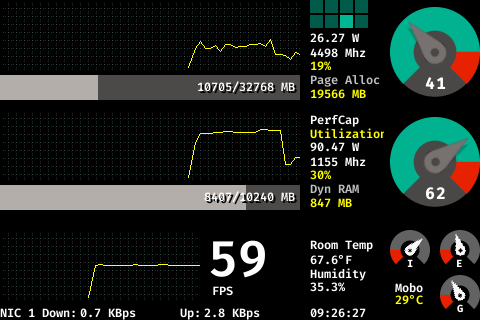 26.27 W
4498 Mhz
19%
10705/32768 MB
Page Alloc
19566 MB
41
PerfCap
Utilization
90.47 W
1155 Mhz
30%
8407/10240 MB
Dyn RAM
847 MB
62
59
FPS
Room Temp
67.6°F
Humidity
35.3%
I
E
Mobo
29°C
G
NIC 1 Down: 0.7 KBps
Up: 2.8 KBps
09:26:27